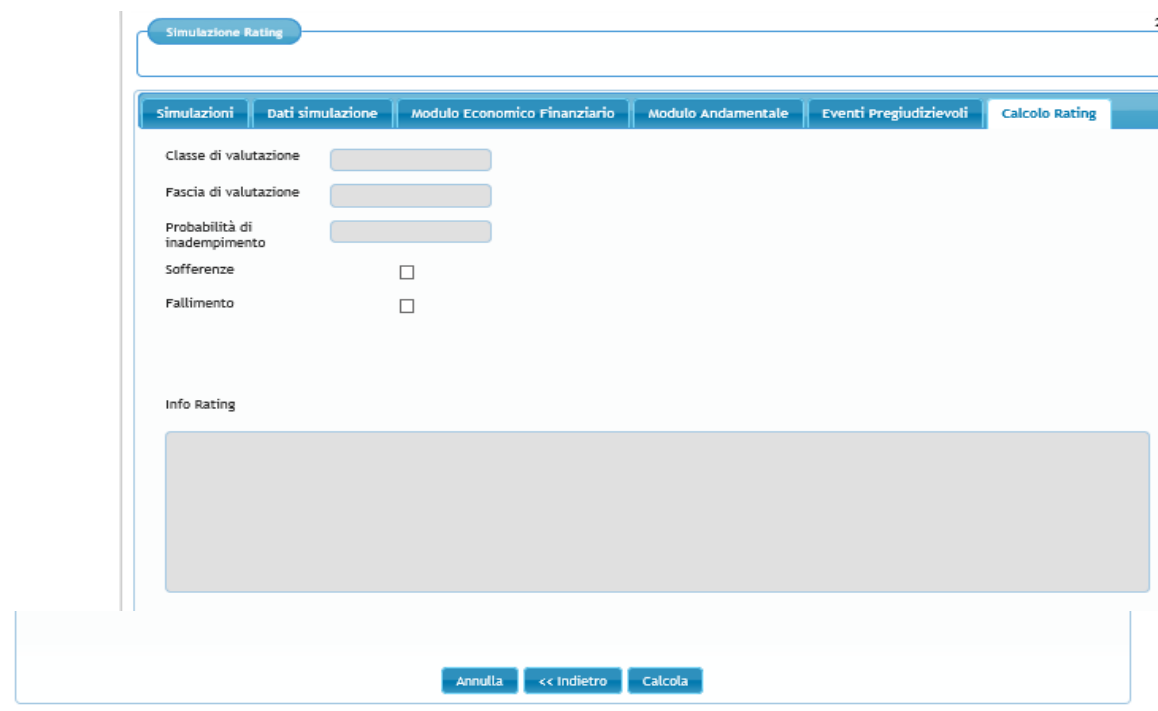 Simulazione Rating
Simulazioni Dati simulazione Modulo Economico Finanziario Modulo Andamentale Eventi Pregiudizievoli Calcolo Rating
Classe di valutazione
Fascia di valutazione
Probabilità di
inadempimento
Sofferenze
Fallimento
Info Rating
Annulla << Indietro Calcola